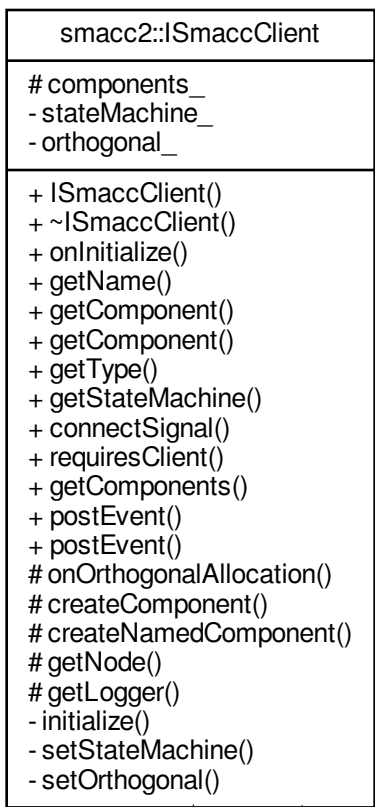 smacc2::ISmaccClient
# components_
- stateMachine_
- orthogonal_
+ ISmaccClient()
+ ~ISmaccClient()
+ onInitialize()
+ getName()
+ getComponent()
+ getComponent()
+ getType()
+ getStateMachine()
+ connectSignal()
+ requiresClient()
+ getComponents()
+ postEvent()
+ postEvent()
# onOrthogonalAllocation()
# createComponent()
# createNamedComponent()
# getNode()
# getLogger()
- initialize()
- setStateMachine()
- setOrthogonal()